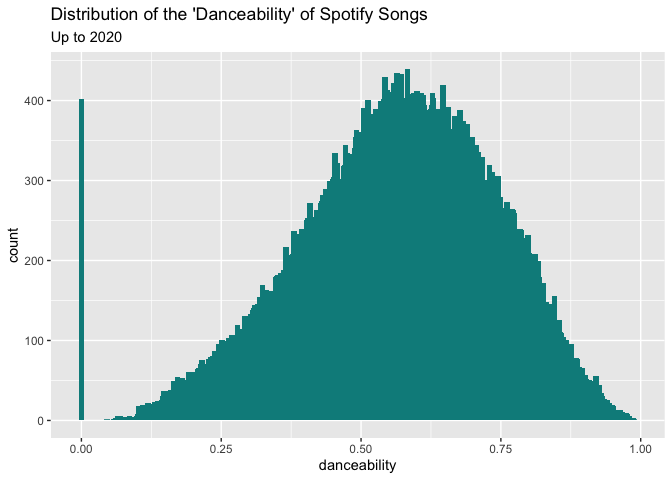 Distribution of the 'Danceability' of Spotify Songs
Up to 2020
count
400
300
200
100
0
0.00 0.25 0.50 0.75 1.00
danceability